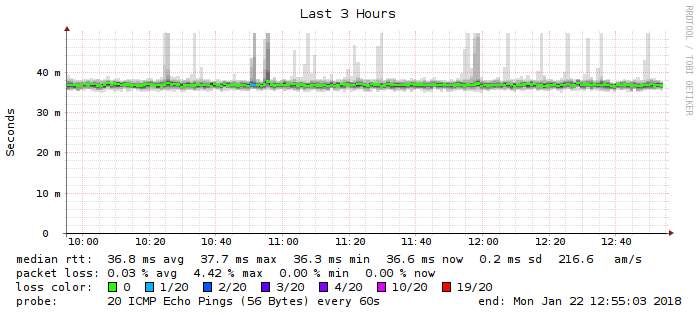 Last 3 Hours
RRDTOOL / TOBI OETIKER
Seconds
40 m
30 m
20 m
10 m
0
10:00 10:20 10:40 11:00 11:20 11:40 12:00 12:20 12:40
median rtt: 36.8 ms avg 37.7 ms max 36.3 ms min 36.6 ms now 0.2 ms sd 216.6 am/s
packet loss: 0.03 % avg 4.42 % max 0.00 % min 0.00 % now
loss color: 0 1/20 2/20 3/20 4/20 10/20 19/20
probe: 20 ICMP Echo Pings (56 Bytes) every 60s end: Mon Jan 22 12:55:03 2018